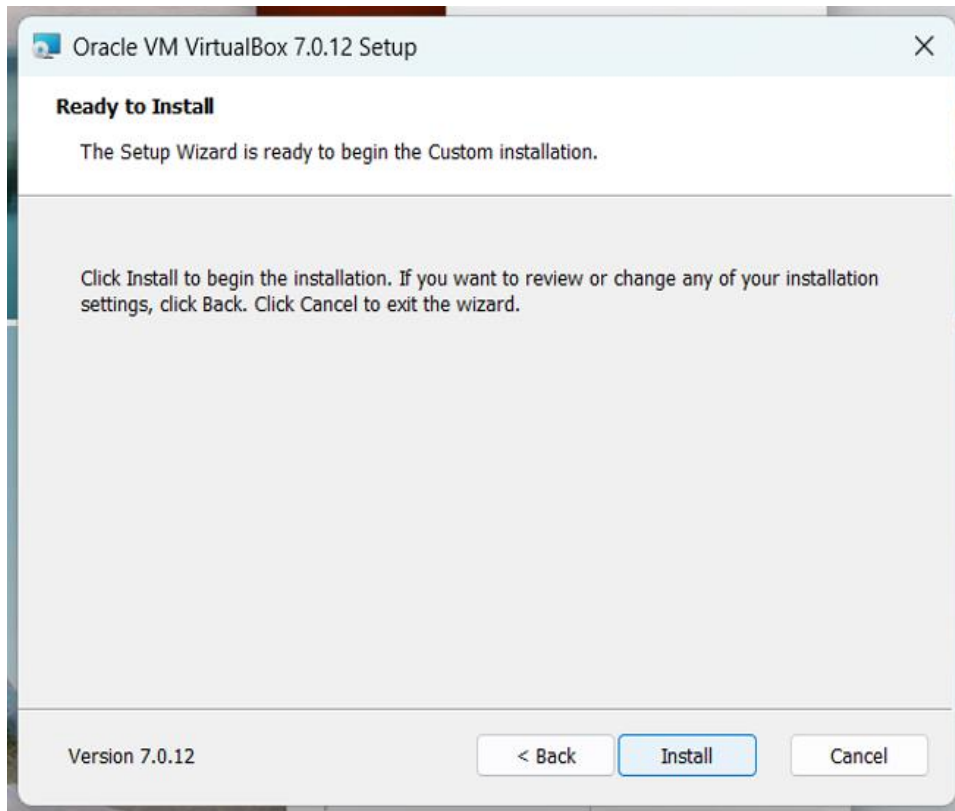 Oracle VM VirtualBox 7.0.12 Setup
Ready to Install
The Setup Wizard is ready to begin the Custom installation.
Click Install to begin the installation. If you want to review or change any of your installation
settings, click Back. Click Cancel to exit the wizard.
Version 7.0.12
< Back
Install
Cancel